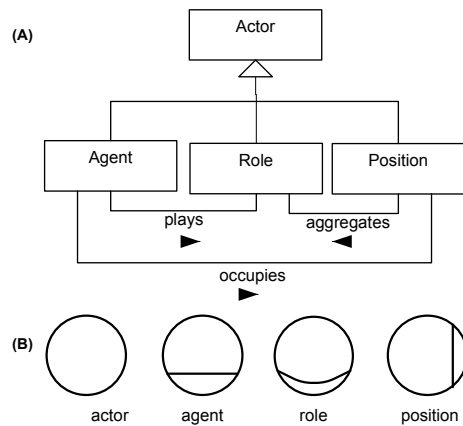 (A)
Actor
Agent Role Position
plays aggregates
occupies
(B)
actor agent role position